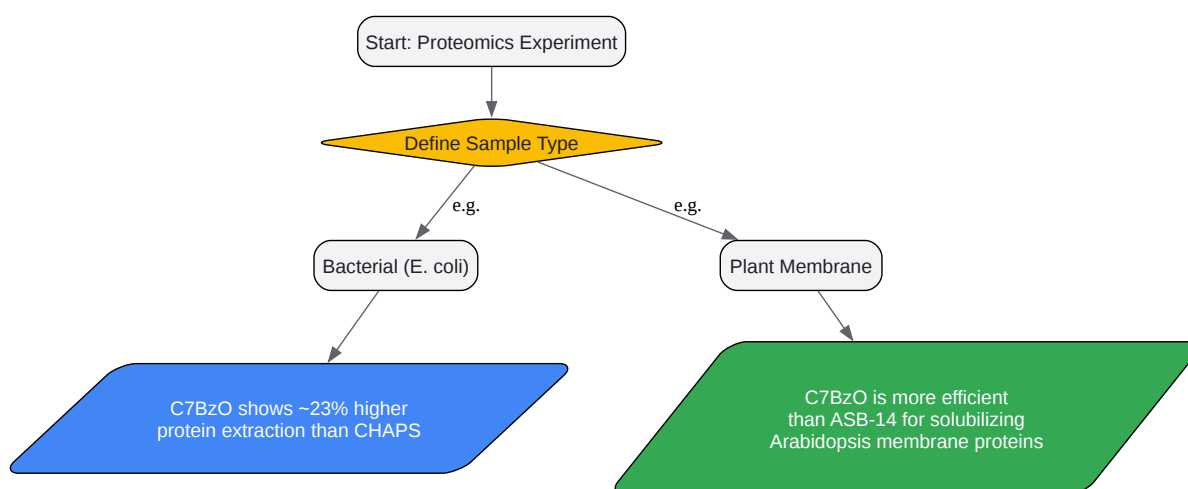 Start: Proteomics Experiment
Define Sample Type
e.g.
e.g.
Bacterial (E. coli)
Plant Membrane
C7BzO shows ~23% higher
protein extraction than CHAPS
C7BzO is more efficient
than ASB-14 for solubilizing
Arabidopsis membrane proteins